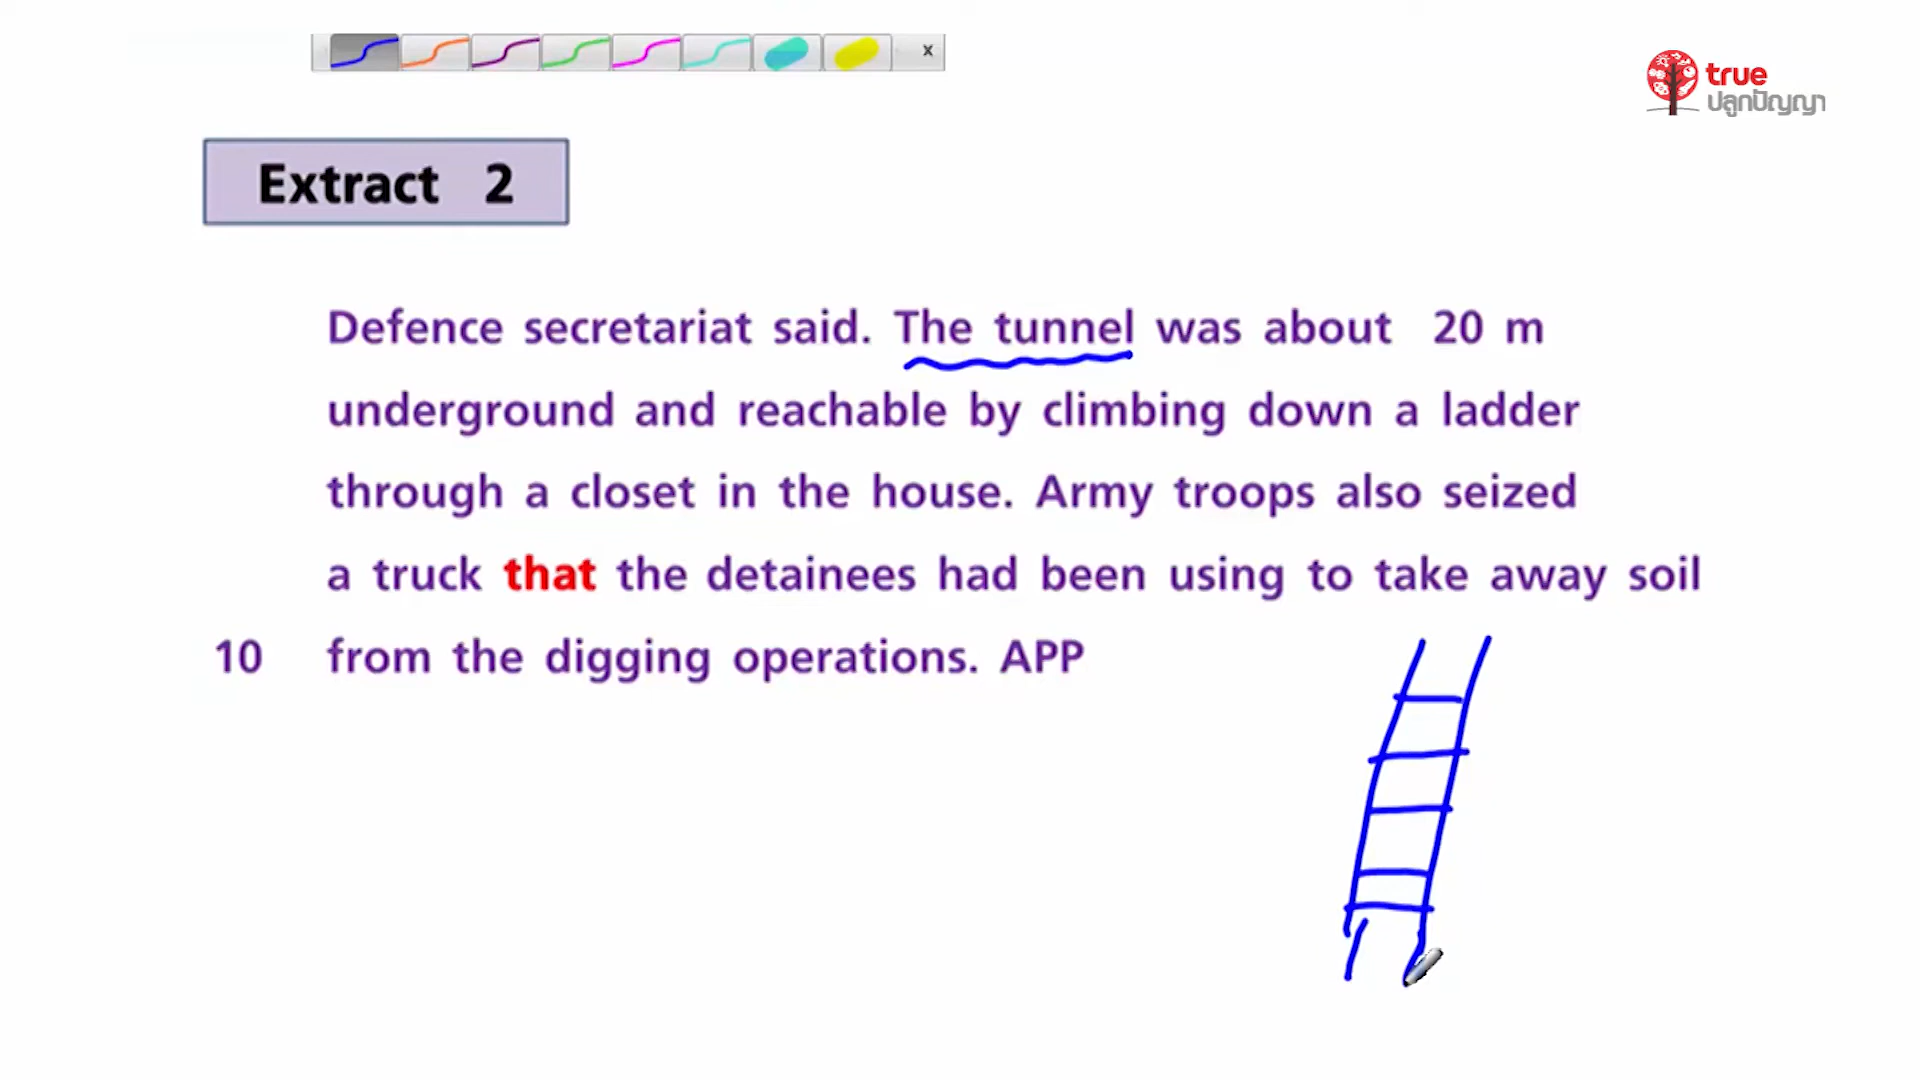 x
true
ปลูกปัญญา
Extract 2
Defence secretariat said. The tunnel was about 20 m
underground and reachable by climbing down a ladder
through a closet in the house. Army troops also seized
a truck that the detainees had been using to take away soil
10 from the digging operations. APP